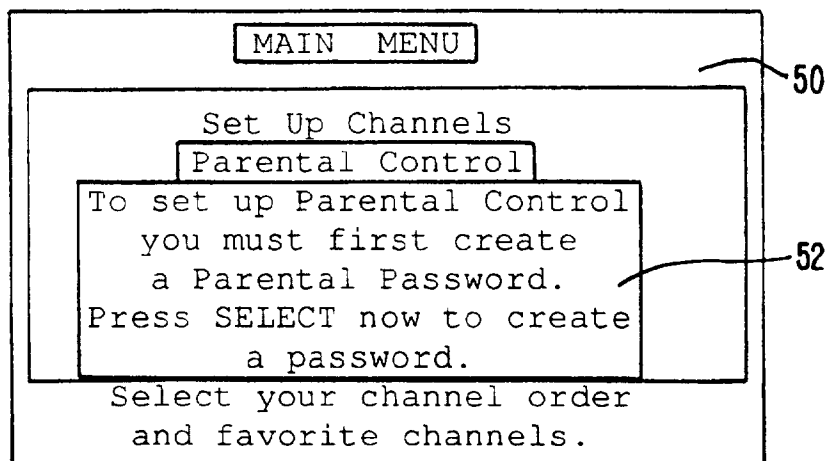 MAIN MENU
50
Set Up Channels
Parental Control
To set up Parental Control
you must first create
a Parental Password.
52
Press SELECT now to create
a password.
Select your channel order
and favorite channels.